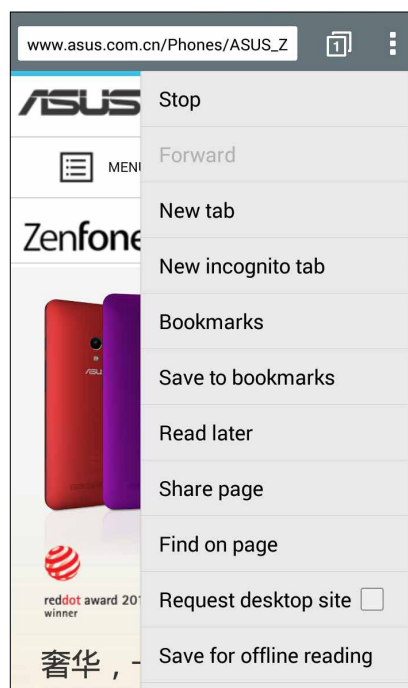 www.asus.com.cn/Phones/ASUS_Z
1
ASUS
Stop
Forward
MENU
New tab
Zenfone
New incognito tab
Bookmarks
ASU
Save to bookmarks
Read later
Share page
Find on page
reddot award 201
winner
Request desktop site
奢华，
Save for offline reading